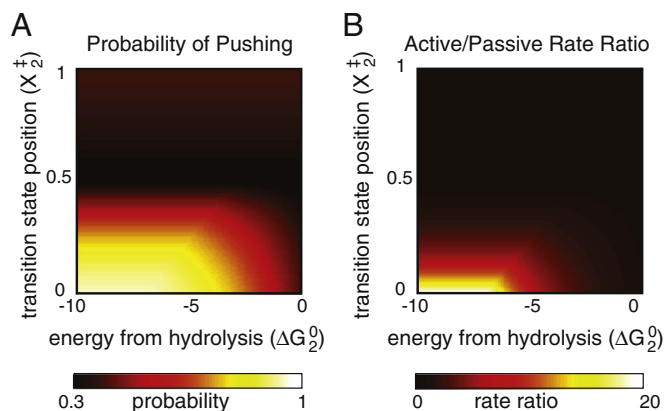 A
Probability of Pushing
transition state position (X‡2)
1
0.5
0
-10
-5
0
energy from hydrolysis (ΔG⁰2)
0.3
probability
1
B
Active/Passive Rate Ratio
transition state position (X‡2)
1
0.5
0
-10
-5
0
energy from hydrolysis (ΔG⁰2)
0
rate ratio
20